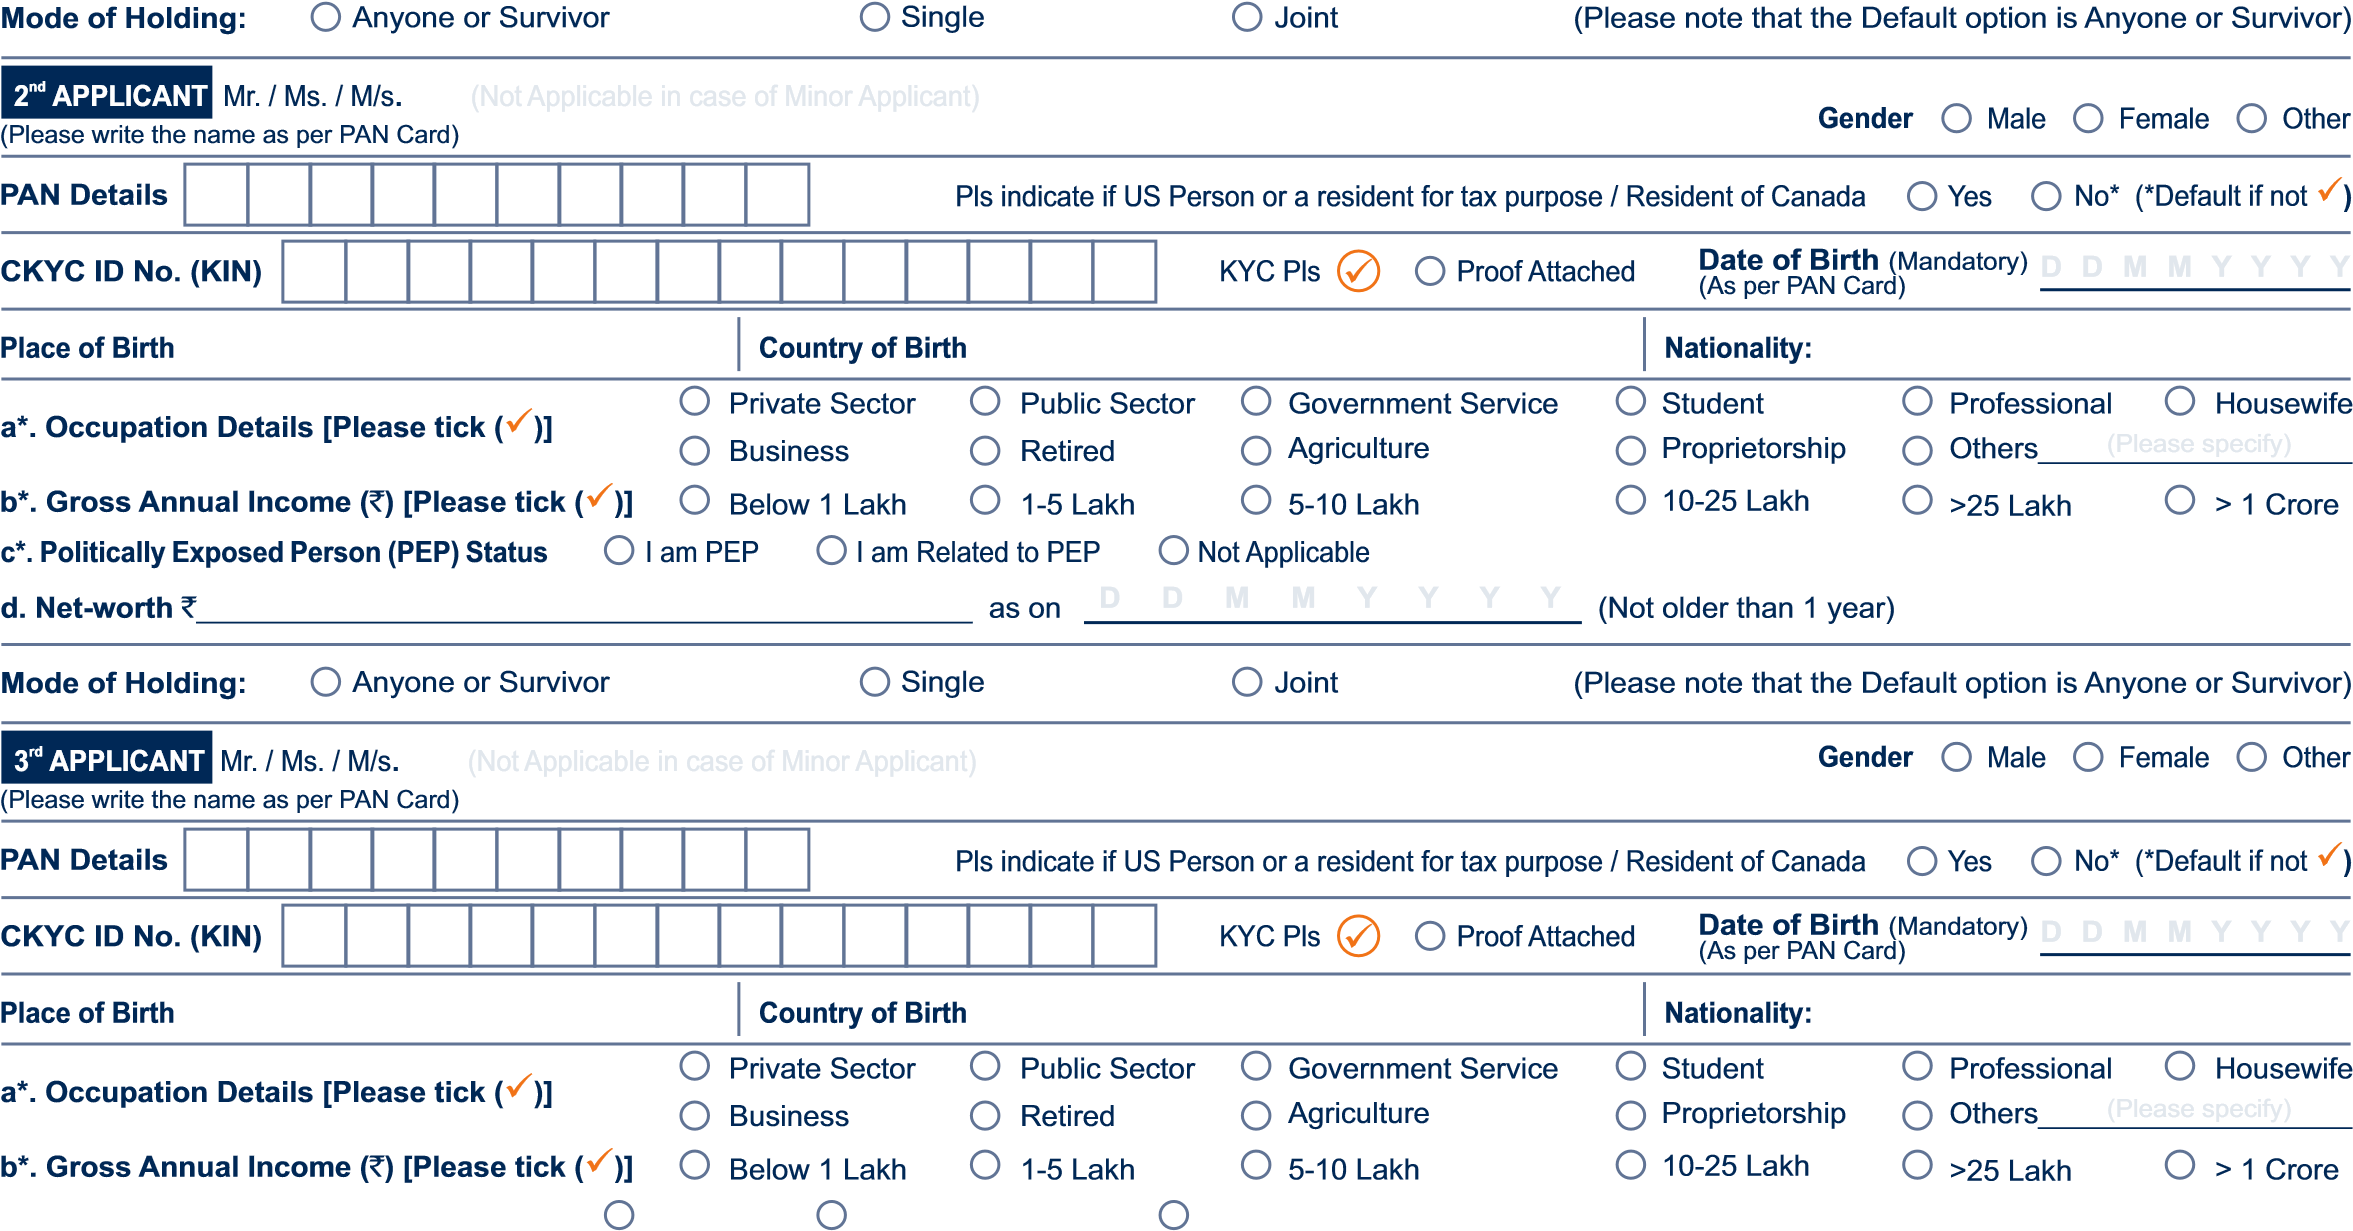 Mode of Holding: Anyone or Survivor Single Joint (Please note that the Default option is Anyone or Survivor)
2nd APPLICANT Mr. / Ms. / M/s. (Not Applicable in case of Minor Applicant)
(Please write the name as per PAN Card) Gender Male Female Other
PAN Details Pls indicate if US Person or a resident for tax purpose / Resident of Canada Yes No* (*Default if not ✓)
CKYC ID No. (KIN) KYC Pls ✓ Proof Attached Date of Birth (Mandatory) D D M M Y Y Y Y
(As per PAN Card)
Place of Birth Country of Birth Nationality:
a*. Occupation Details [Please tick (✓)] Private Sector Public Sector Government Service Student Professional Housewife
Business Retired Agriculture Proprietorship Others (Please specify)
b*. Gross Annual Income (₹) [Please tick (✓)] Below 1 Lakh 1-5 Lakh 5-10 Lakh 10-25 Lakh >25 Lakh > 1 Crore
c*. Politically Exposed Person (PEP) Status I am PEP I am Related to PEP Not Applicable
d. Net-worth ₹ as on D D M M Y Y Y Y (Not older than 1 year)
Mode of Holding: Anyone or Survivor Single Joint (Please note that the Default option is Anyone or Survivor)
3rd APPLICANT Mr. / Ms. / M/s. (Not Applicable in case of Minor Applicant) Gender Male Female Other
(Please write the name as per PAN Card)
PAN Details Pls indicate if US Person or a resident for tax purpose / Resident of Canada Yes No* (*Default if not ✓)
CKYC ID No. (KIN) KYC Pls ✓ Proof Attached Date of Birth (Mandatory) D D M M Y Y Y Y
(As per PAN Card)
Place of Birth Country of Birth Nationality:
a*. Occupation Details [Please tick (✓)] Private Sector Public Sector Government Service Student Professional Housewife
Business Retired Agriculture Proprietorship Others (Please specify)
b*. Gross Annual Income (₹) [Please tick (✓)] Below 1 Lakh 1-5 Lakh 5-10 Lakh 10-25 Lakh >25 Lakh > 1 Crore